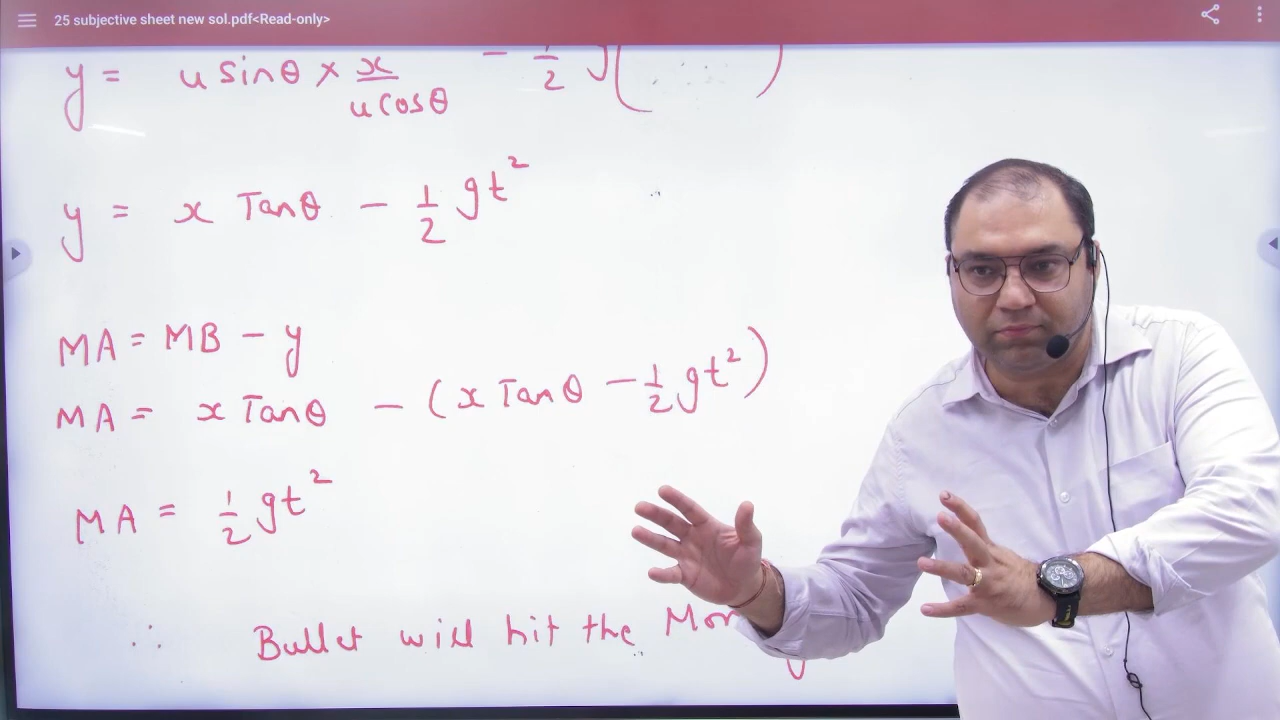 25 subjective sheet new sol.pdf<Read-only>
y = u sinθ × x/(u cosθ) - 1/2 g( )
y = x Tanθ - 1/2 gt²
MA = MB - y
MA = x Tanθ - (x Tanθ - 1/2 gt²)
MA = 1/2 gt²
∴ Bullet will hit the